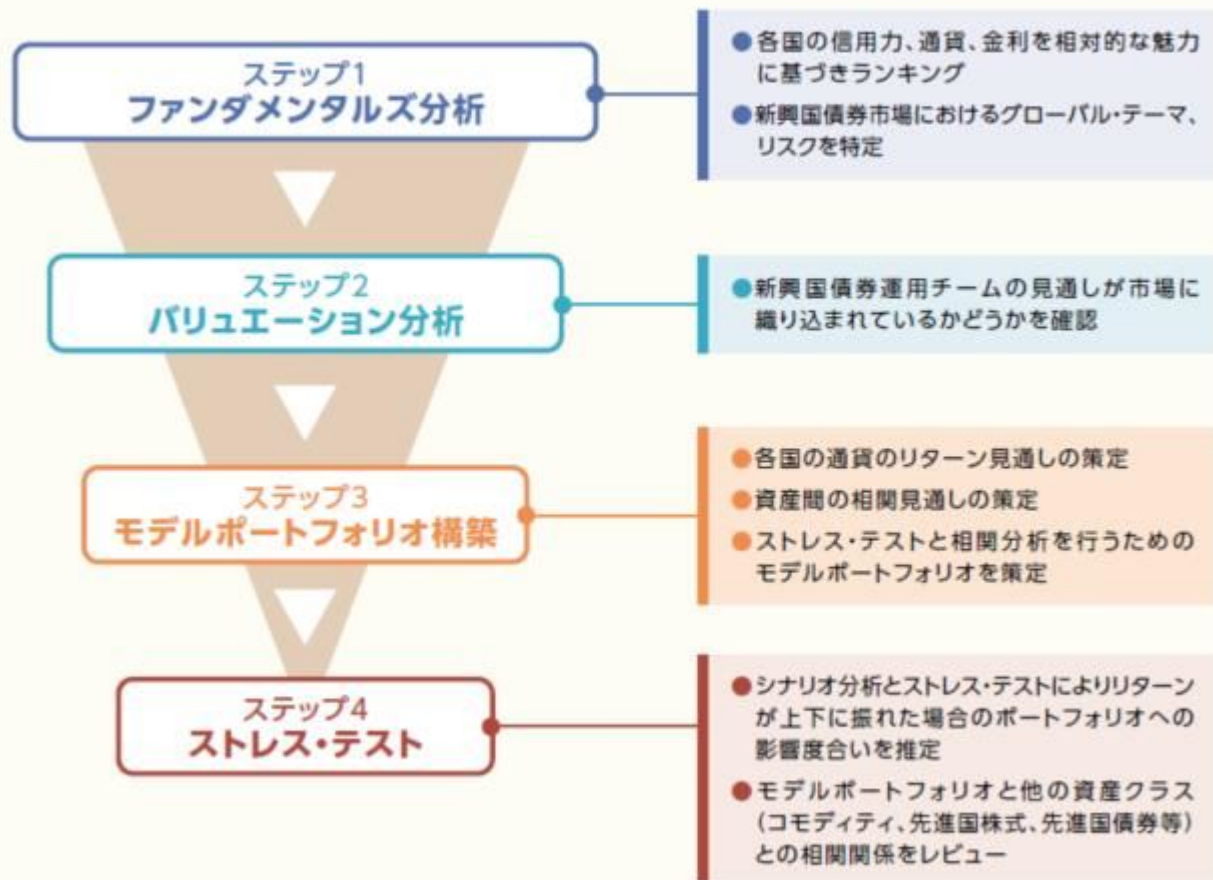 ステップ1
ファンダメンタルズ分析
●各国の信用力、通貨、金利を相対的な魅力
に基づきランキング
●新興国債券市場におけるグローバル・テーマ、
リスクを特定
ステップ2
バリュエーション分析
●新興国債券運用チームの見通しが市場に
織り込まれているかどうかを確認
ステップ3
モデルポートフォリオ構築
●各国の通貨のリターン見通しの策定
●資産間の相関見通しの策定
●ストレス・テストと相関分析を行うための
モデルポートフォリオを策定
ステップ4
ストレス・テスト
●シナリオ分析とストレス・テストによりリターン
が上下に振れた場合のポートフォリオへの
影響度合いを推定
●モデルポートフォリオと他の資産クラス
(コモディティ、先進国株式、先進国債券等)
との相関関係をレビュー